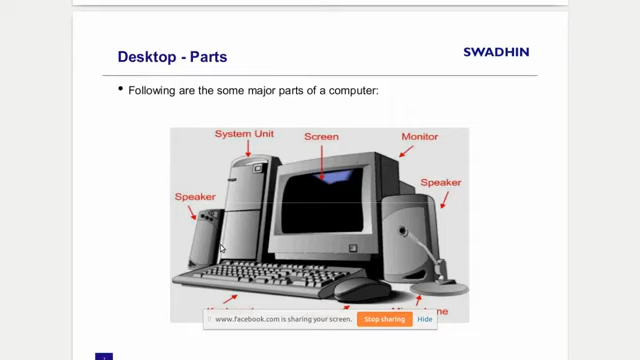 Desktop - Parts
SWADHIN
• Following are the some major parts of a computer:
System Unit
Screen
Monitor
Speaker
Speaker
www.facebook.com is sharing your screen.
Stop sharing
Hide